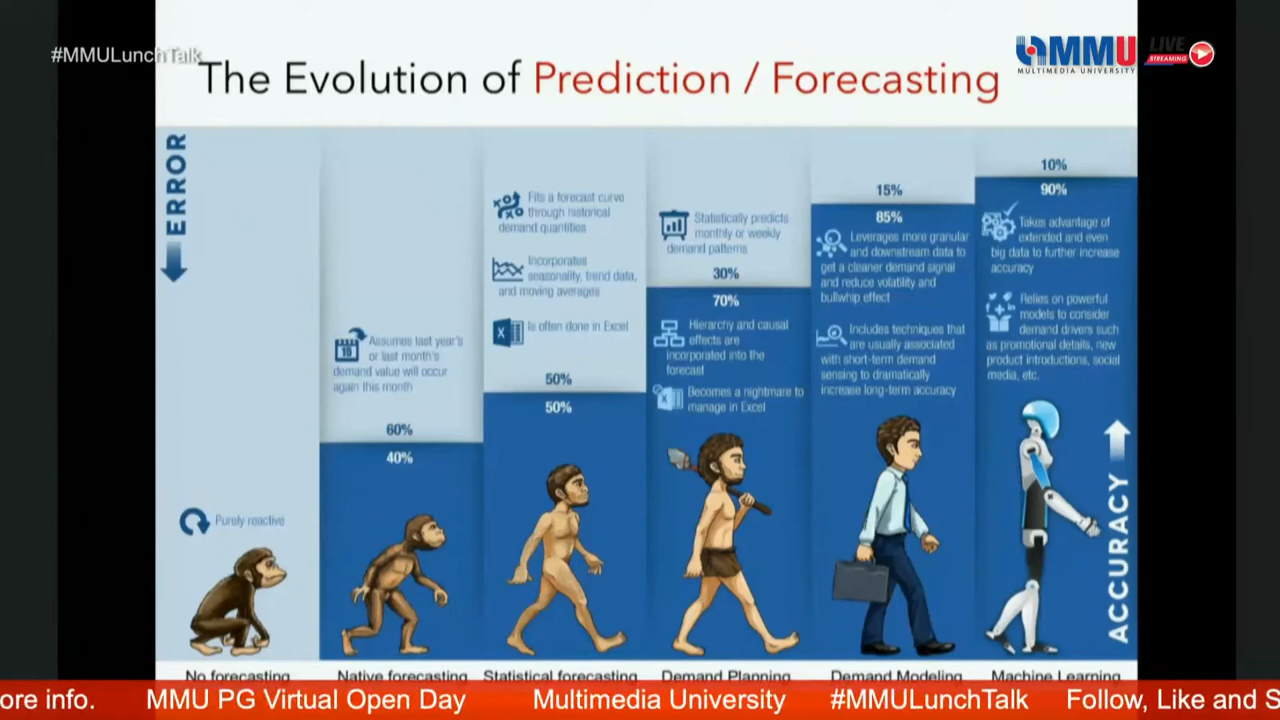 #MMULunchTalk
MMU
MULTIMEDIA UNIVERSITY
LIVE
STREAMING
The Evolution of Prediction / Forecasting
ERROR
Purely reactive
No forecasting
Assumes last year's
or last month's
demand value will occur
again this month
60%
40%
Native forecasting
Fits a forecast curve
through historical
demand quantities
Incorporates
seasonality, trend data,
and moving averages
Is often done in Excel
50%
50%
Statistical forecasting
Statistically predicts
monthly or weekly
demand patterns
30%
70%
Hierarchy and causal
effects are
incorporated into the
forecast
Becomes a nightmare to
manage in Excel
Demand Planning
15%
85%
Leverages more granular
and downstream data to
get a cleaner demand signal
and reduce volatility and
bullwhip effect
Includes techniques that
are usually associated
with short-term demand
sensing to dramatically
increase long-term accuracy
Demand Modeling
10%
90%
Takes advantage of
extended and even
big data to further increase
accuracy
Relies on powerful
models to consider
demand drivers such
as promotional details, new
product introductions, social
media, etc.
Machine Learning
ACCURACY
ore info. MMU PG Virtual Open Day Multimedia University #MMULunchTalk Follow, Like and S